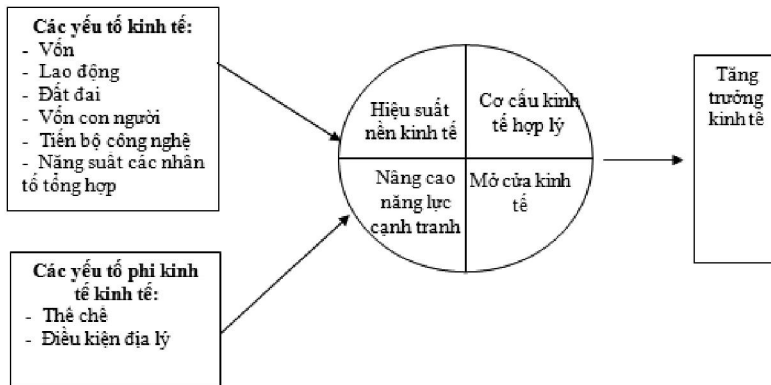 Các yếu tố kinh tế:
- Vốn
- Lao động
- Đất đai
- Vốn con người
- Tiến bộ công nghệ
- Năng suất các nhân
tố tổng hợp
Các yếu tố phi kinh
tế kinh tế:
- Thể chế
- Điều kiện địa lý
Hiệu suất
nền kinh tế
Cơ cấu kinh
tế hợp lý
Nâng cao
năng lực
cạnh tranh
Mở cửa kinh
tế
Tăng
trưởng
kinh tế